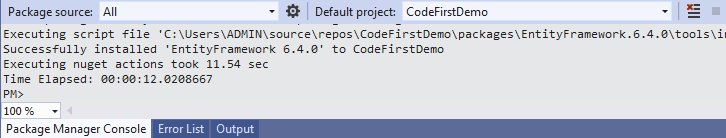 Package source: All Default project: CodeFirstDemo
Executing script file 'C:\Users\ADMIN\source\repos\CodeFirstDemo\packages\EntityFramework.6.4.0\tools\in
Successfully installed 'EntityFramework 6.4.0' to CodeFirstDemo
Executing nuget actions took 11.54 sec
Time Elapsed: 00:00:12.0208667
PM>
100 %
Package Manager Console Error List Output